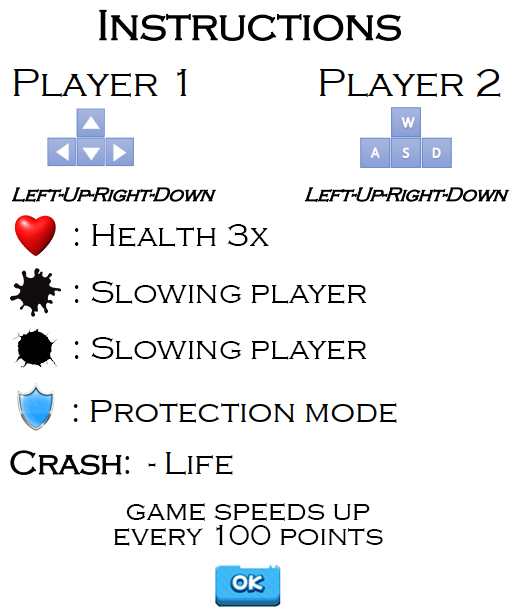 Instructions
Player 1 Player 2
W
A S D
Left-Up-Right-Down Left-Up-Right-Down
: Health 3x
: Slowing player
: Slowing player
: Protection mode
Crash: - Life
game speeds up
every 100 points
OK